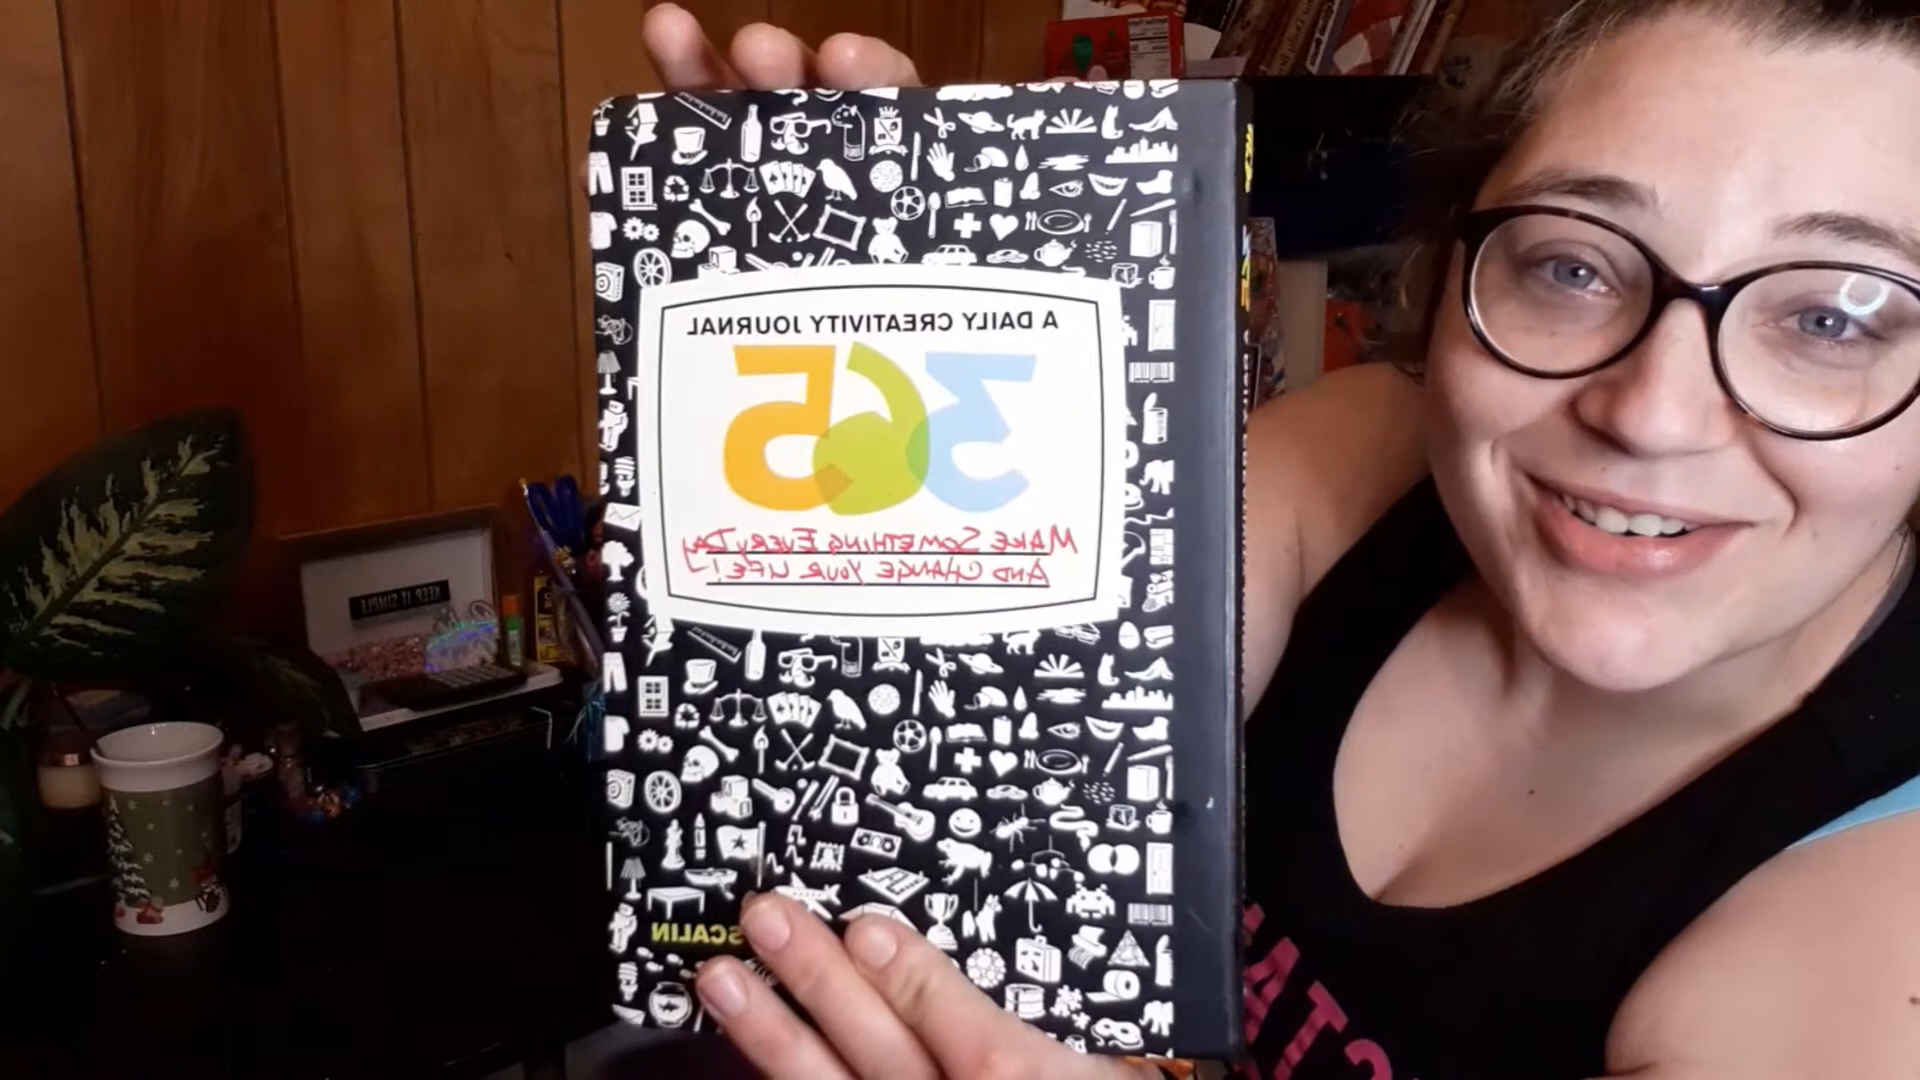 A DAILY CREATIVITY JOURNAL
365
MAKE SOMETHING EVERY DAY
AND CHANGE YOUR LIFE!
SCALIN
KEEP IT SIMPLE